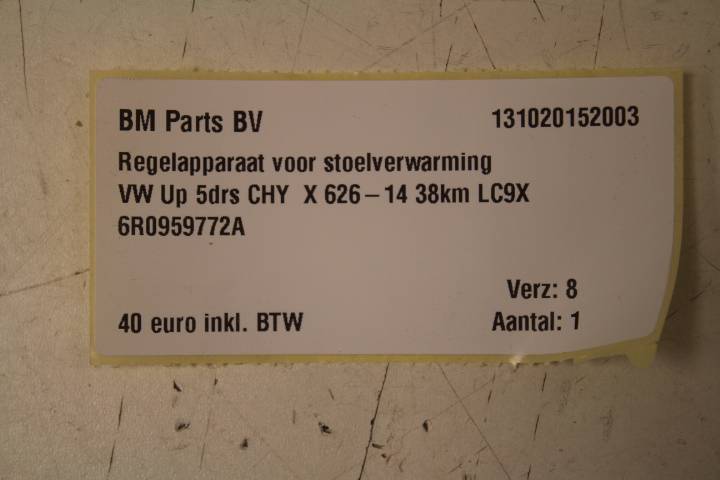 BM Parts BV 131020152003
Regelapparaat voor stoelverwarming
VW Up 5drs CHY X 626-14 38km LC9X
6R0959772A
Verz: 8
40 euro inkl. BTW Aantal: 1